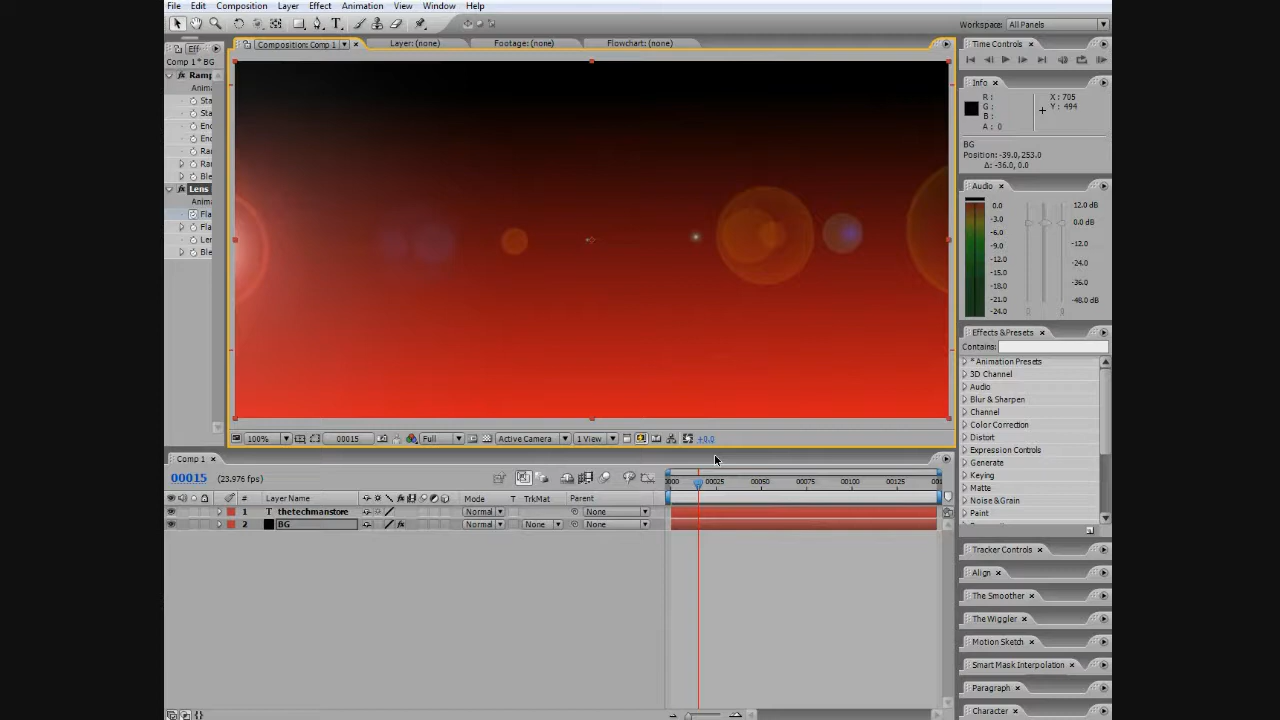 File Edit Composition Layer Effect Animation View Window Help
Workspace: All Panels
Eff
Comp 1 * BG
Ramp
Anima
Sta
Sta
End
End
Ran
Ran
Ble
Lens
Anima
Fla
Fla
Len
Ble
Composition: Comp 1 Layer: (none) Footage: (none) Flowchart: (none)
100% 00015 Full Active Camera 1 View +0.0
Time Controls
Info
R : X : 705
G : Y : 494
B :
A : 0
BG
Position: -39.0, 253.0
Δ: -36.0, 0.0
Audio
0.0 12.0 dB
-3.0 0.0 dB
-6.0
-9.0 -12.0
-12.0
-15.0 -24.0
-18.0 -36.0
-21.0
-24.0 -48.0 dB
Effects & Presets
Contains:
* Animation Presets
3D Channel
Audio
Blur & Sharpen
Channel
Color Correction
Distort
Expression Controls
Generate
Keying
Matte
Noise & Grain
Paint
Tracker Controls
Align
The Smoother
The Wiggler
Motion Sketch
Smart Mask Interpolation
Paragraph
Character
Comp 1
00015 (23.976 fps)
0000 00025 00050 00075 00100 00125 001
# Layer Name Mode T TrkMat Parent
1 T thetechmanstore Normal None
2 BG Normal None None